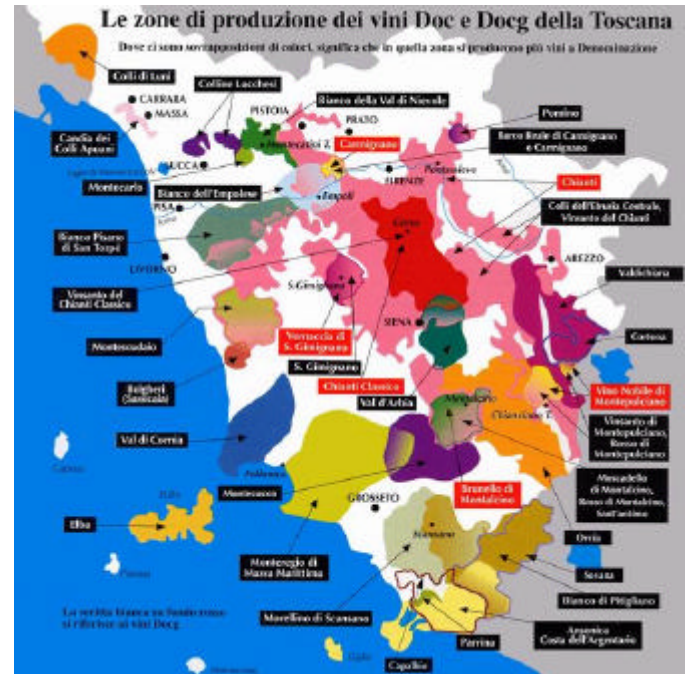 Le zone di produzione dei vini Doc e Docg della Toscana
Dove ci sono sovrapposizioni di colori, significa che in quella zona si producono più vini a Denominazione
Colli di Luni
Colline Lucchesi
Bianco della Val di Nievole
CARRARA
MASSA
PISTOIA
PRATO
Pomino
Candia dei
Colli Apuani
Carmignano
Barco Reale di Carmignano
e Carmignano
Montecatini T.
LUCCA
Pontassieve
Montecarlo
FIRENZE
Chianti
Bianco dell'Empolese
Empoli
PISA
Arno
Colli dell'Etruria Centrale,
Vinsanto del Chianti
Bianco Pisano
di San Torpè
AREZZO
LIVORNO
Valdichiana
S.Gimignano
Vinsanto del
Chianti Classico
SIENA
Cortona
Montescudaio
Vernaccia di
S. Gimignano
S. Gimignano
Bolgheri
(Sassicaia)
Chianti Classico
Val d'Arbia
Vino Nobile di
Montepulciano
Montalcino
Chianciano T.
Vinsanto di
Montepulciano,
Rosso di
Montepulciano
Val di Cornia
Moscadello
di Montalcino,
Rosso di Montalcino,
Sant'antimo
Montecucco
Brunello di
Montalcino
GROSSETO
Elba
Orcia
Scansano
Monteregio di
Massa Marittima
Sovana
Bianco di Pitigliano
La scritta bianca su fondo rosso
si riferisce ai vini Docg
Morellino di Scansano
Parrina
Ansonica
Costa dell'Argentario
Capalbio